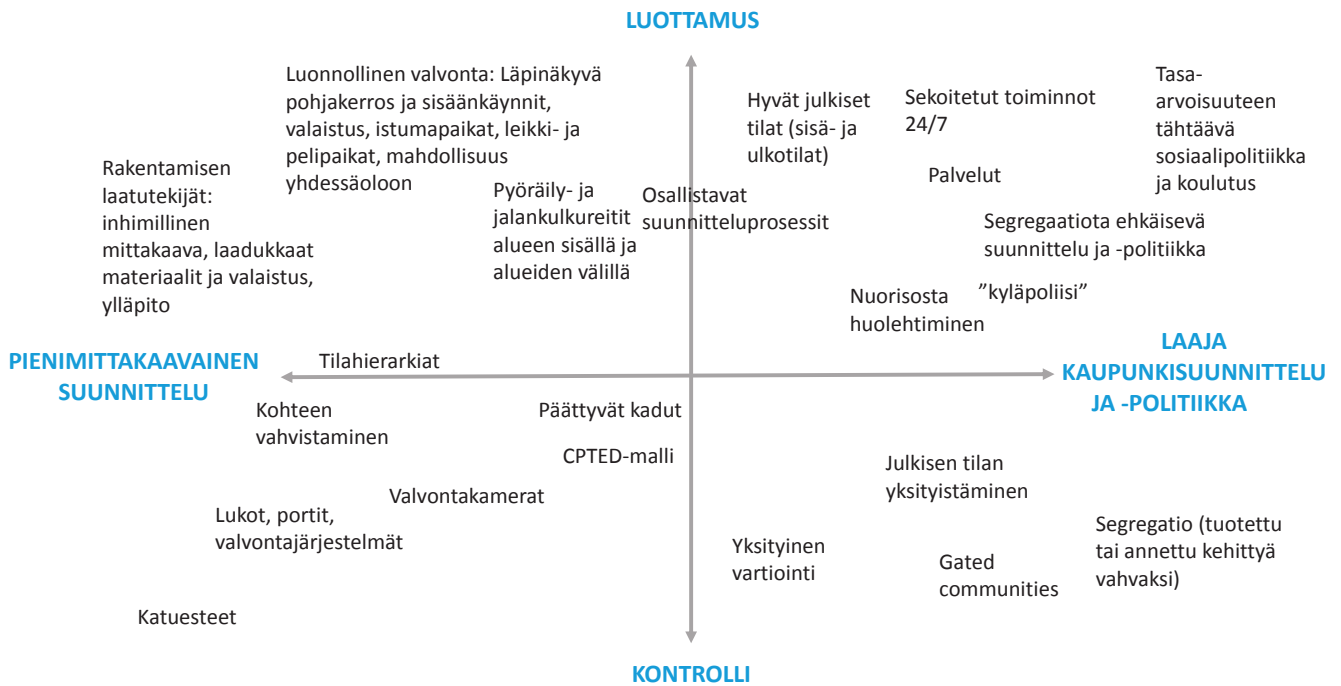 LUOTTAMUS
Luonnollinen valvonta: Läpinäkyvä
pohjakerros ja sisäänkäynnit,
valaistus, istumapaikat, leikki- ja
pelipaikat, mahdollisuus
yhdessäoloon
Hyvät julkiset
tilat (sisä- ja
ulkotilat)
Sekoitetut toiminnot
24/7
Tasa-
arvoisuuteen
tähtäävä
sosiaalipolitiikka
ja koulutus
Rakentamisen
laatutekijät:
inhimillinen
mittakaava, laadukkaat
materiaalit ja valaistus,
ylläpito
Pyöräily- ja
jalankulkureitit
alueen sisällä ja
alueiden välillä
Osallistavat
suunnitteluprosessit
Palvelut
Segregaatiota ehkäisevä
suunnittelu ja -politiikka
Nuorisosta
huolehtiminen
”kyläpoliisi”
PIENIMITTAKAAVAINEN
SUUNNITTELU
Tilahierarkiat
LAAJA
KAUPUNKISUUNNITTELU
JA -POLITIIKKA
Kohteen
vahvistaminen
Päättyvät kadut
CPTED-malli
Valvontakamerat
Lukot, portit,
valvontajärjestelmät
Katuesteet
Julkisen tilan
yksityistäminen
Yksityinen
vartiointi
Gated
communities
Segregatio (tuotettu
tai annettu kehittyä
vahvaksi)
KONTROLLI